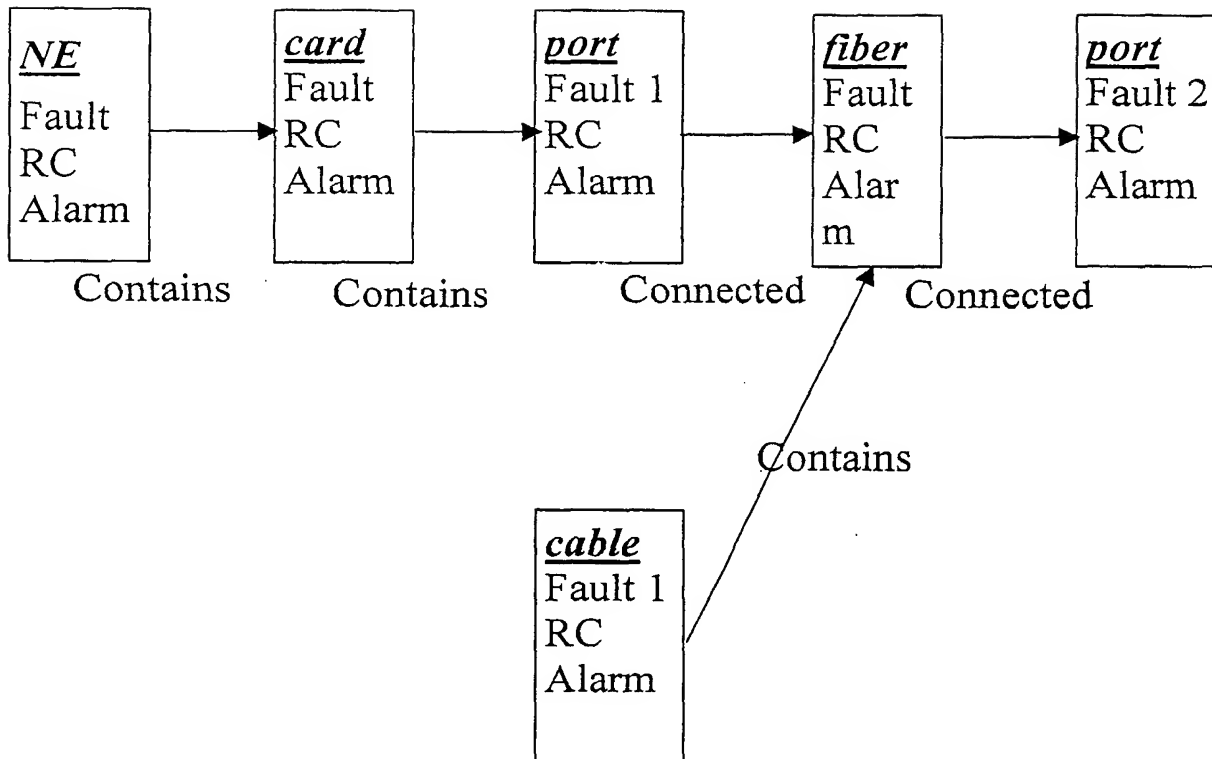 NE
Fault
RC
Alarm
card
Fault
RC
Alarm
port
Fault 1
RC
Alarm
fiber
Fault
RC
Alar
m
port
Fault 2
RC
Alarm
Contains
Contains
Connected
Connected
Contains
cable
Fault 1
RC
Alarm